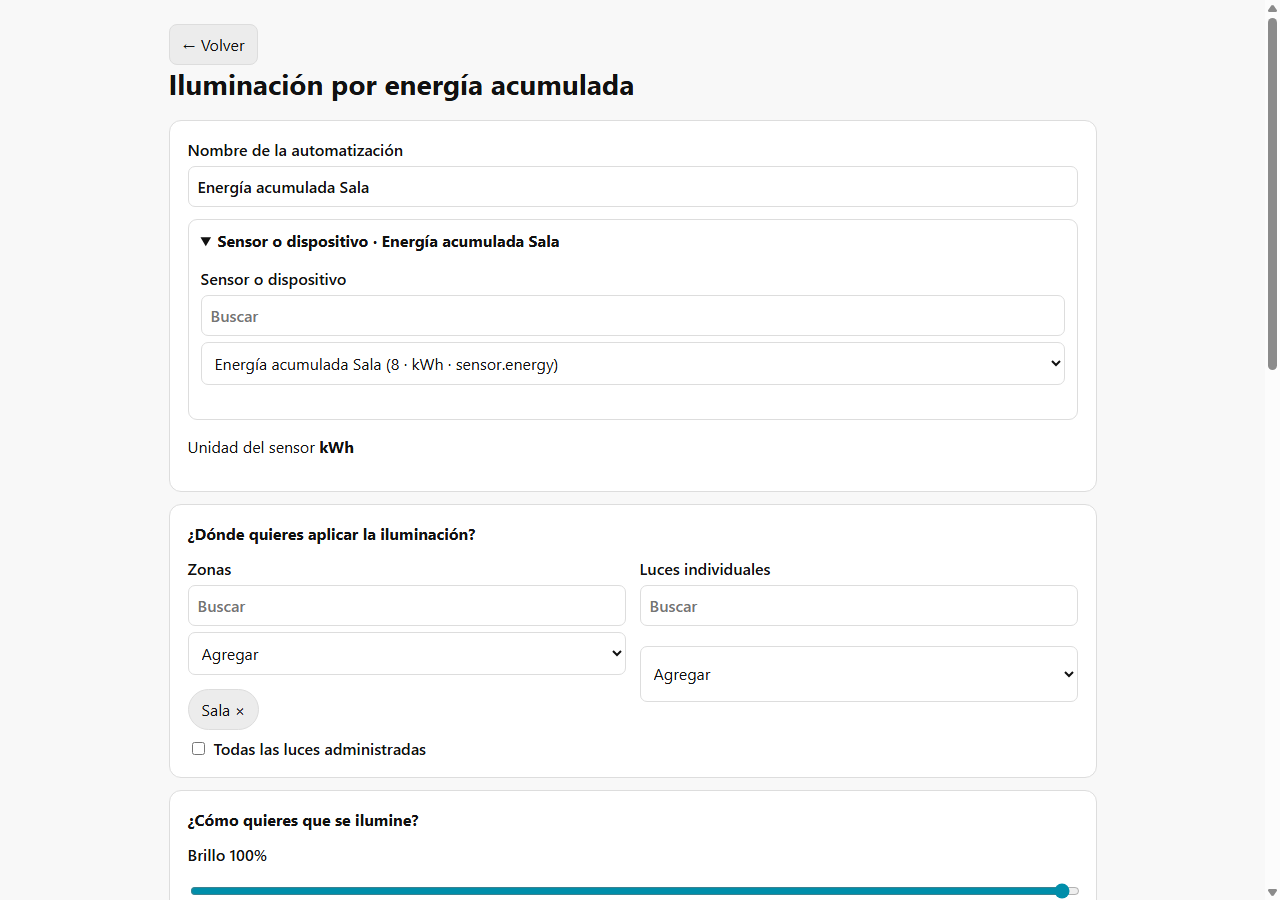 ← Volver
Iluminación por energía acumulada
Nombre de la automatización
Energía acumulada Sala
▼ Sensor o dispositivo · Energía acumulada Sala
Sensor o dispositivo
Buscar
Energía acumulada Sala (8 · kWh · sensor.energy)
Unidad del sensor kWh
¿Dónde quieres aplicar la iluminación?
Zonas
Buscar
Agregar
Sala ×
Luces individuales
Buscar
Agregar
Todas las luces administradas
¿Cómo quieres que se ilumine?
Brillo 100%